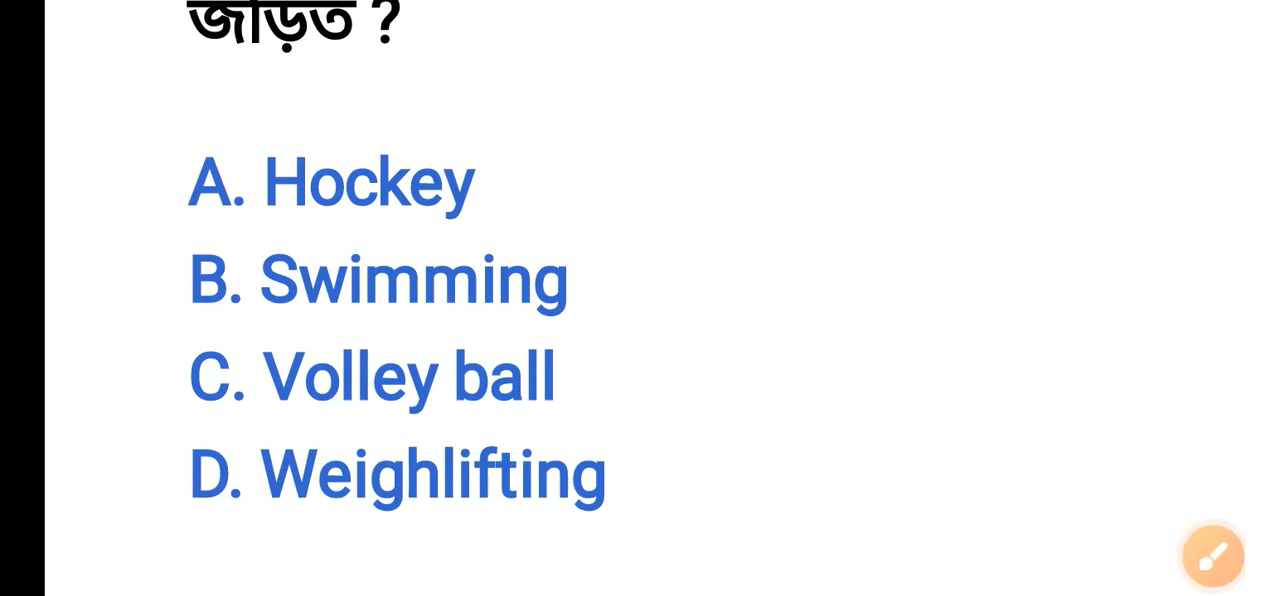 জড়িত ?
A. Hockey
B. Swimming
C. Volley ball
D. Weighlifting